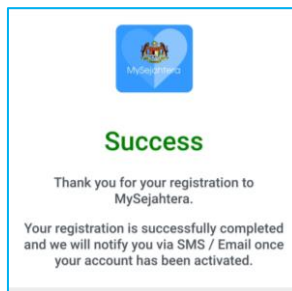 MySejahtera
Success
Thank you for your registration to
MySejahtera.
Your registration is successfully completed
and we will notify you via SMS / Email once
your account has been activated.